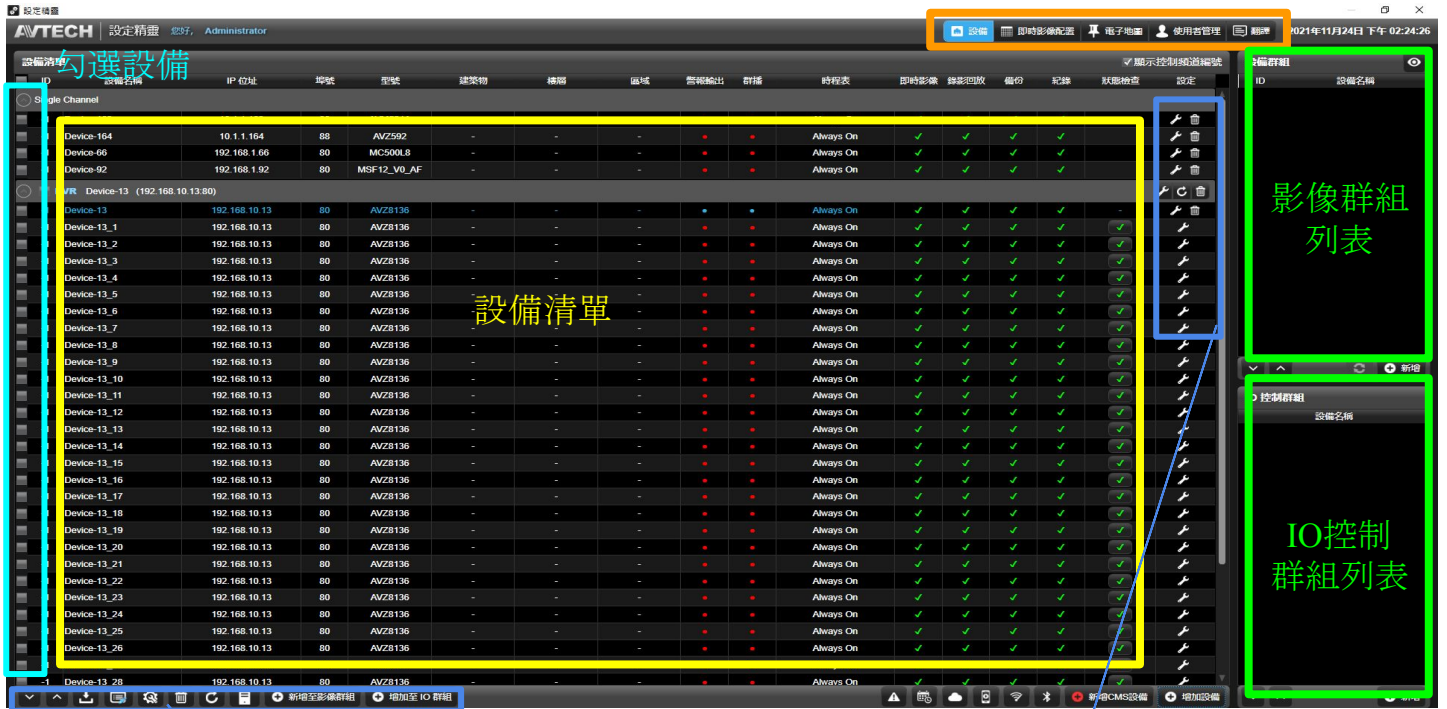 設定精靈
AVTECH 設定精靈 您好, Administrator
設備 即時影像配置 電子地圖 使用者管理 翻譯 2021年11月24日 下午 02:24:26
設備清單 勾選設備 顯示控制頻道編號
ID 設備名稱 IP 位址 埠號 型號 建築物 樓層 區域 警報輸出 群播 時程表 即時影像 錄影回放 備份 紀錄 狀態檢查 設定
Single Channel
Device-164 10.1.1.164 88 AVZ592 - - - Always On
Device-66 192.168.1.66 80 MC500L8 - - - Always On
Device-92 192.168.1.92 80 MSF12_V0_AF - - - Always On
Device-13 (192.168.10.13:80)
Device-13 192.168.10.13 80 AVZ8136 - - - Always On -
Device-13_1 192.168.10.13 80 AVZ8136 - - - Always On
Device-13_2 192.168.10.13 80 AVZ8136 - - - Always On
Device-13_3 192.168.10.13 80 AVZ8136 - - - Always On
Device-13_4 192.168.10.13 80 AVZ8136 - - - Always On
Device-13_5 192.168.10.13 80 AVZ8136 - - - Always On
Device-13_6 192.168.10.13 80 AVZ8136 - - - Always On
設備清單
Device-13_7 192.168.10.13 80 AVZ8136 - - - Always On
Device-13_8 192.168.10.13 80 AVZ8136 - - - Always On
Device-13_9 192.168.10.13 80 AVZ8136 - - - Always On
Device-13_10 192.168.10.13 80 AVZ8136 - - - Always On
Device-13_11 192.168.10.13 80 AVZ8136 - - - Always On
Device-13_12 192.168.10.13 80 AVZ8136 - - - Always On
Device-13_13 192.168.10.13 80 AVZ8136 - - - Always On
Device-13_14 192.168.10.13 80 AVZ8136 - - - Always On
Device-13_15 192.168.10.13 80 AVZ8136 - - - Always On
Device-13_16 192.168.10.13 80 AVZ8136 - - - Always On
Device-13_17 192.168.10.13 80 AVZ8136 - - - Always On
Device-13_18 192.168.10.13 80 AVZ8136 - - - Always On
Device-13_19 192.168.10.13 80 AVZ8136 - - - Always On
Device-13_20 192.168.10.13 80 AVZ8136 - - - Always On
Device-13_21 192.168.10.13 80 AVZ8136 - - - Always On
Device-13_22 192.168.10.13 80 AVZ8136 - - - Always On
Device-13_23 192.168.10.13 80 AVZ8136 - - - Always On
Device-13_24 192.168.10.13 80 AVZ8136 - - - Always On
Device-13_25 192.168.10.13 80 AVZ8136 - - - Always On
Device-13_26 192.168.10.13 80 AVZ8136 - - - Always On
-1 Device-13_28 192.168.10.13 80 AVZ8136 - - - Always On
新增至影像群組 增加至 IO 群組 新增CMS設備 增加設備
設備群組
ID 設備名稱
影像群組
列表
新增
IO 控制群組
設備名稱
IO控制
群組列表
新增